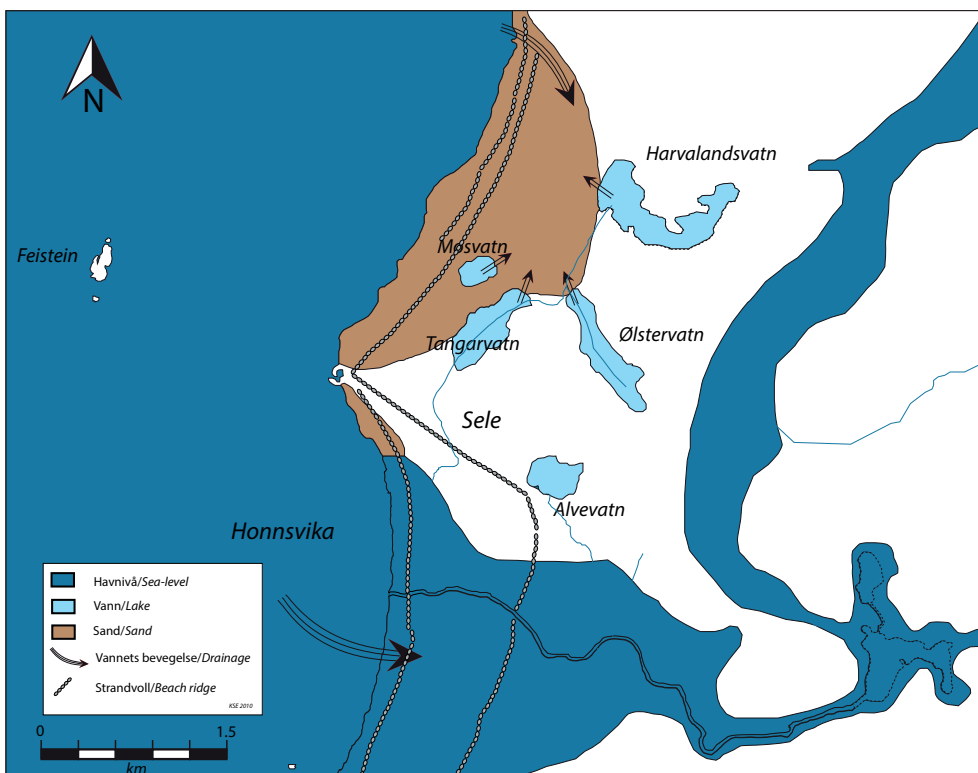 N
Harvalandsvatn
Feistein
Møsvatn
Ølstervatn
Tangarvatn
Sele
Alvevatn
Honnsvika
Havnivå/Sea-level
Vann/Lake
Sand/Sand
Vannets bevegelse/Drainage
Strandvoll/Beach ridge
KSE 2010
0 1.5
km